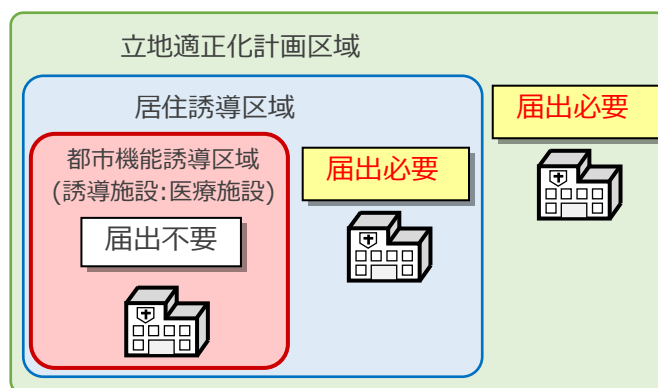 立地適正化計画区域
居住誘導区域
届出必要
都市機能誘導区域
(誘導施設:医療施設)
届出必要
届出不要